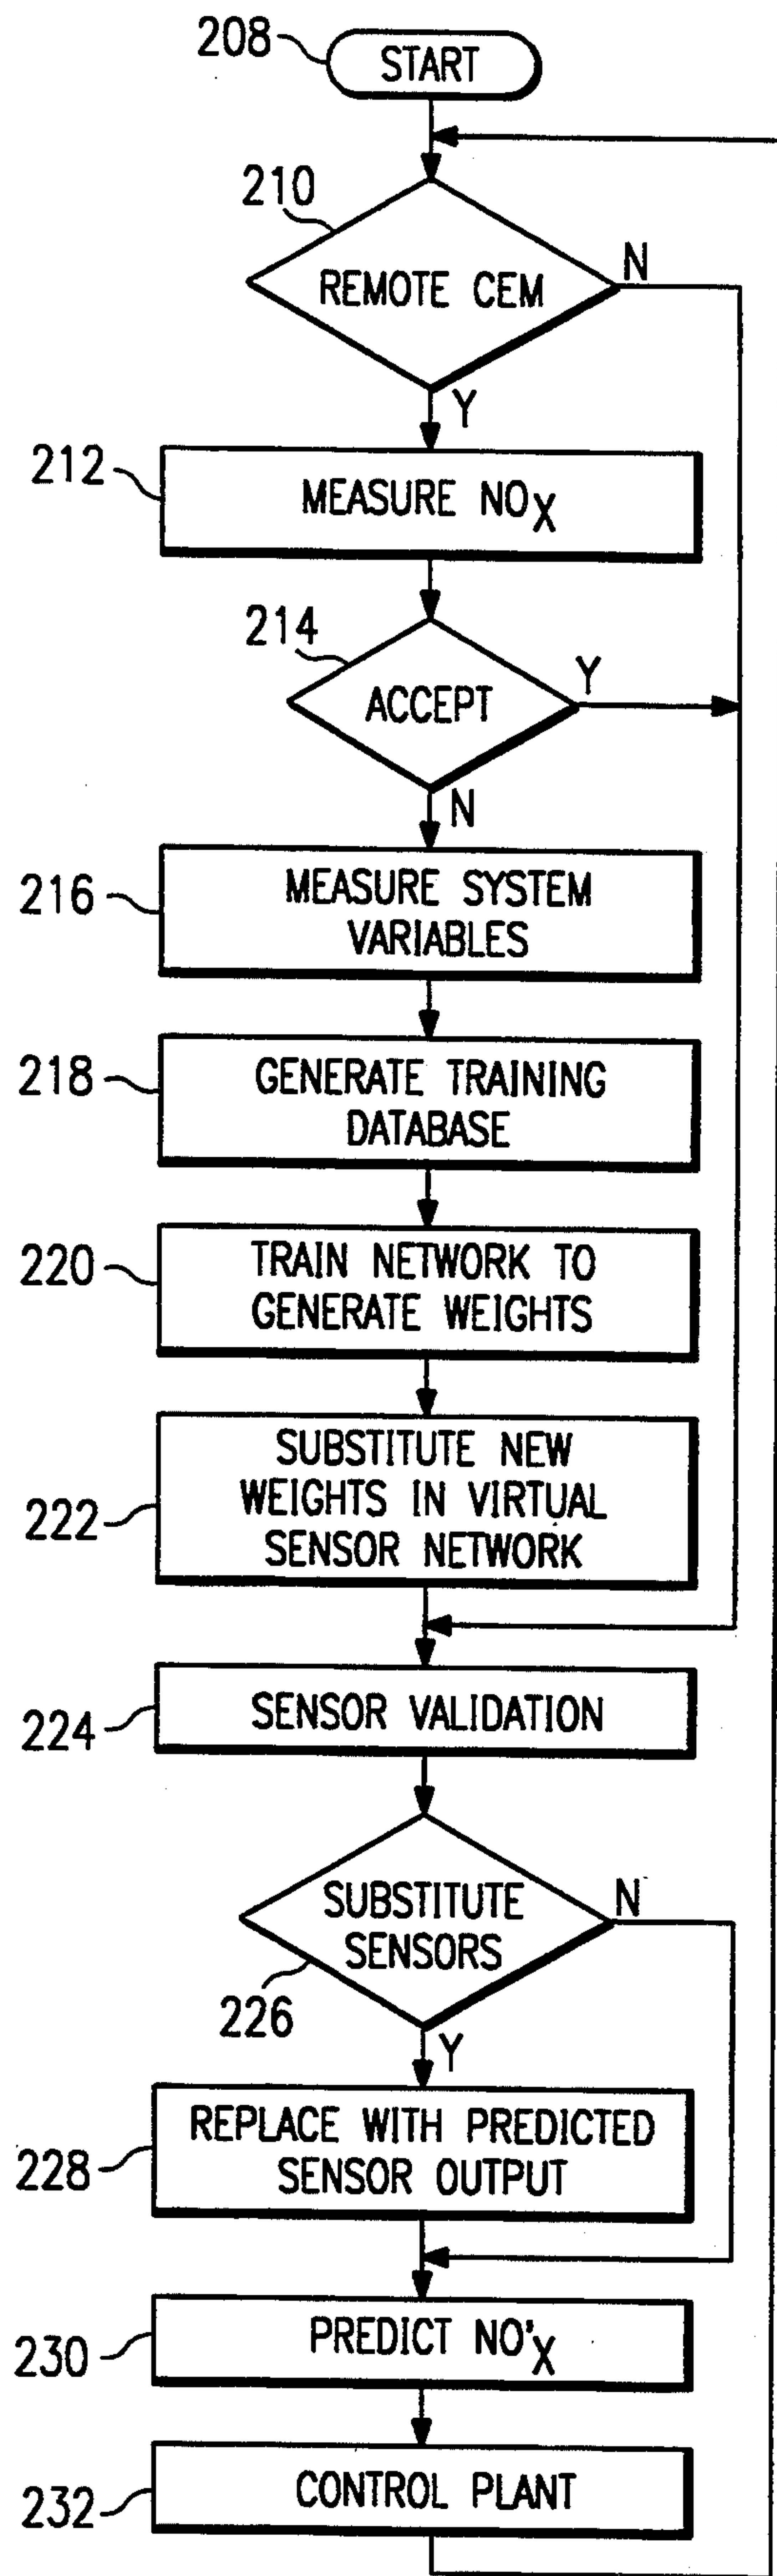 208
START
210
REMOTE CEM
N
Y
212
MEASURE NOX
214
ACCEPT
Y
N
216
MEASURE SYSTEM
VARIABLES
218
GENERATE TRAINING
DATABASE
220
TRAIN NETWORK TO
GENERATE WEIGHTS
222
SUBSTITUTE NEW
WEIGHTS IN VIRTUAL
SENSOR NETWORK
224
SENSOR VALIDATION
SUBSTITUTE
SENSORS
N
226
Y
228
REPLACE WITH PREDICTED
SENSOR OUTPUT
230
PREDICT NO'X
232
CONTROL PLANT